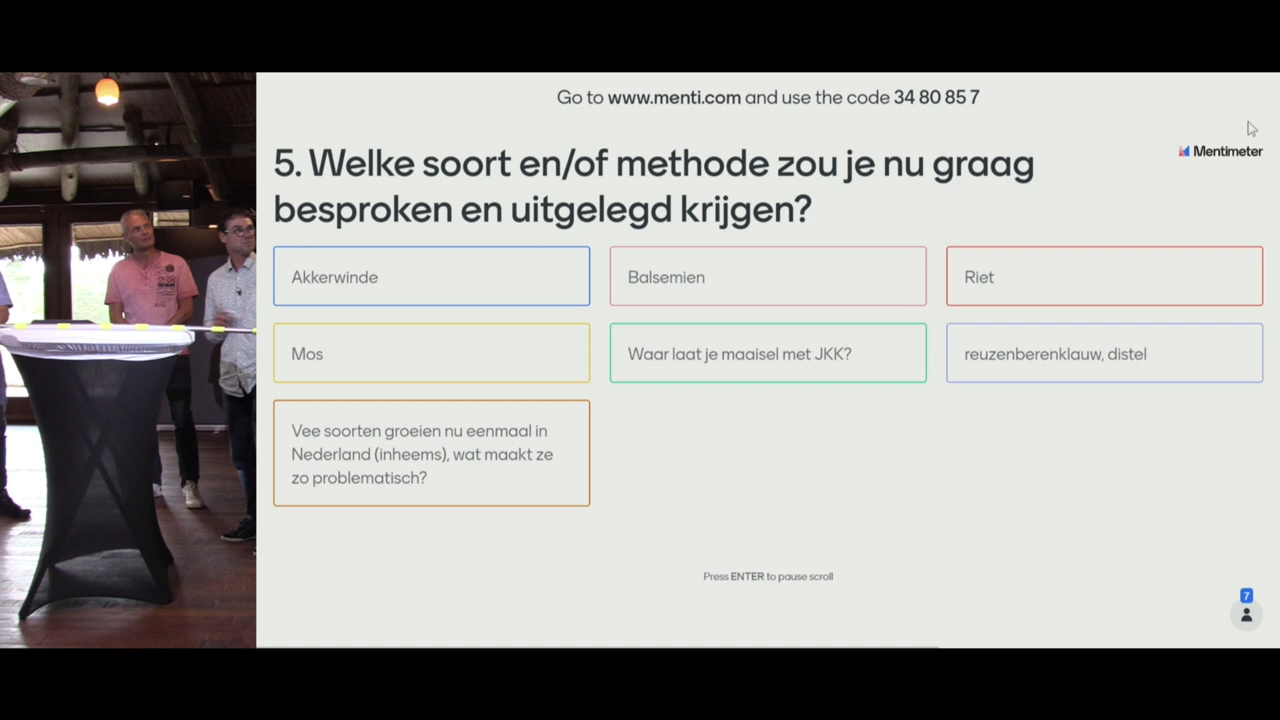 Go to www.menti.com and use the code 34 80 85 7
Mentimeter
5. Welke soort en/of methode zou je nu graag
besproken en uitgelegd krijgen?
Akkerwinde
Balsemien
Riet
Mos
Waar laat je maaisel met JKK?
reuzenberenklauw, distel
Vee soorten groeien nu eenmaal in
Nederland (inheems), wat maakt ze
zo problematisch?
Press ENTER to pause scroll
7